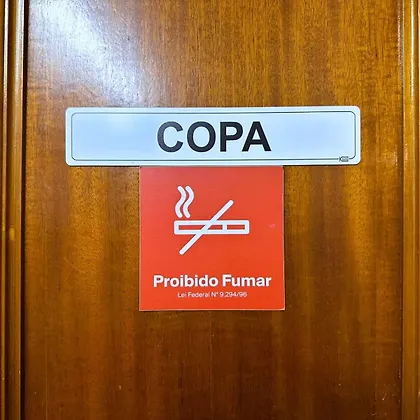 COPA
Proibido Fumar
Lei Federal Nº 9.294/96